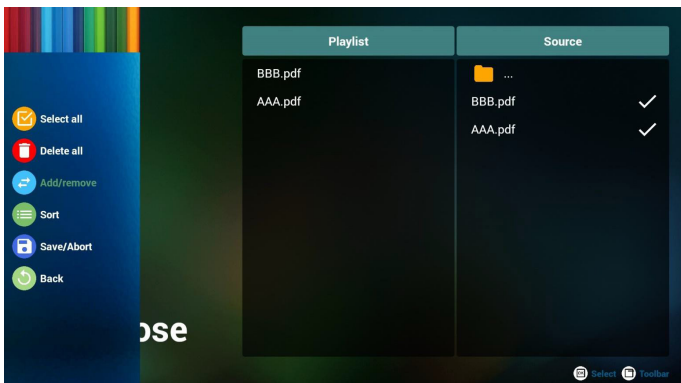 Playlist
Source
BBB.pdf
AAA.pdf
...
BBB.pdf
AAA.pdf
Select all
Delete all
Add/remove
Sort
Save/Abort
Back
ose
Select
Toolbar